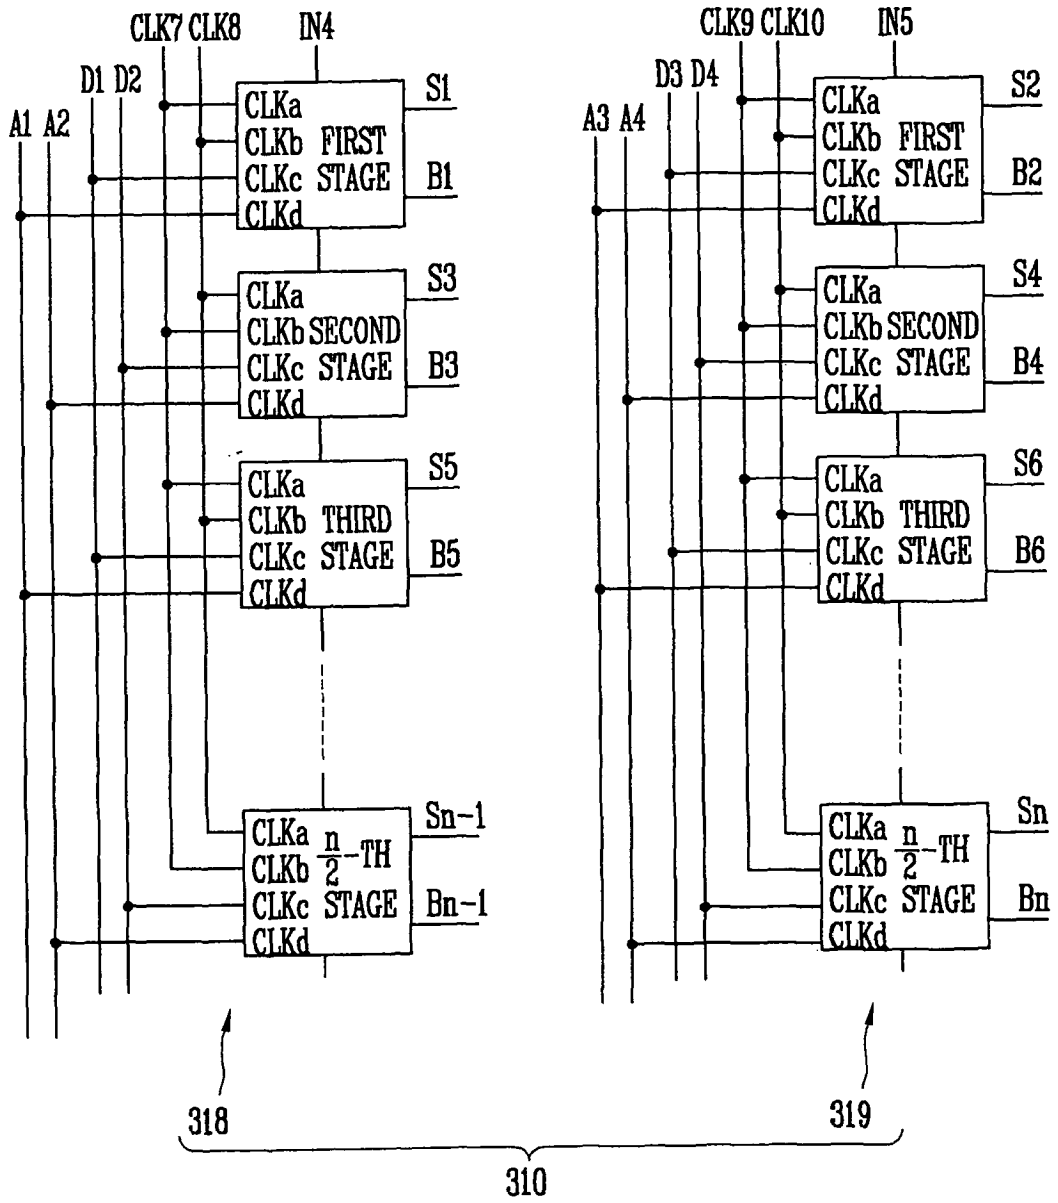 CLK7 CLK8 IN4
D1 D2
A1 A2
CLKa
CLKb FIRST
CLKc STAGE
CLKd
S1
B1
CLKa
CLKb SECOND
CLKc STAGE
CLKd
S3
B3
CLKa
CLKb THIRD
CLKc STAGE
CLKd
S5
B5
CLKa
CLKb n/2-TH
CLKc STAGE
CLKd
Sn-1
Bn-1
318
CLK9 CLK10 IN5
D3 D4
A3 A4
CLKa
CLKb FIRST
CLKc STAGE
CLKd
S2
B2
CLKa
CLKb SECOND
CLKc STAGE
CLKd
S4
B4
CLKa
CLKb THIRD
CLKc STAGE
CLKd
S6
B6
CLKa
CLKb n/2-TH
CLKc STAGE
CLKd
Sn
Bn
319
310